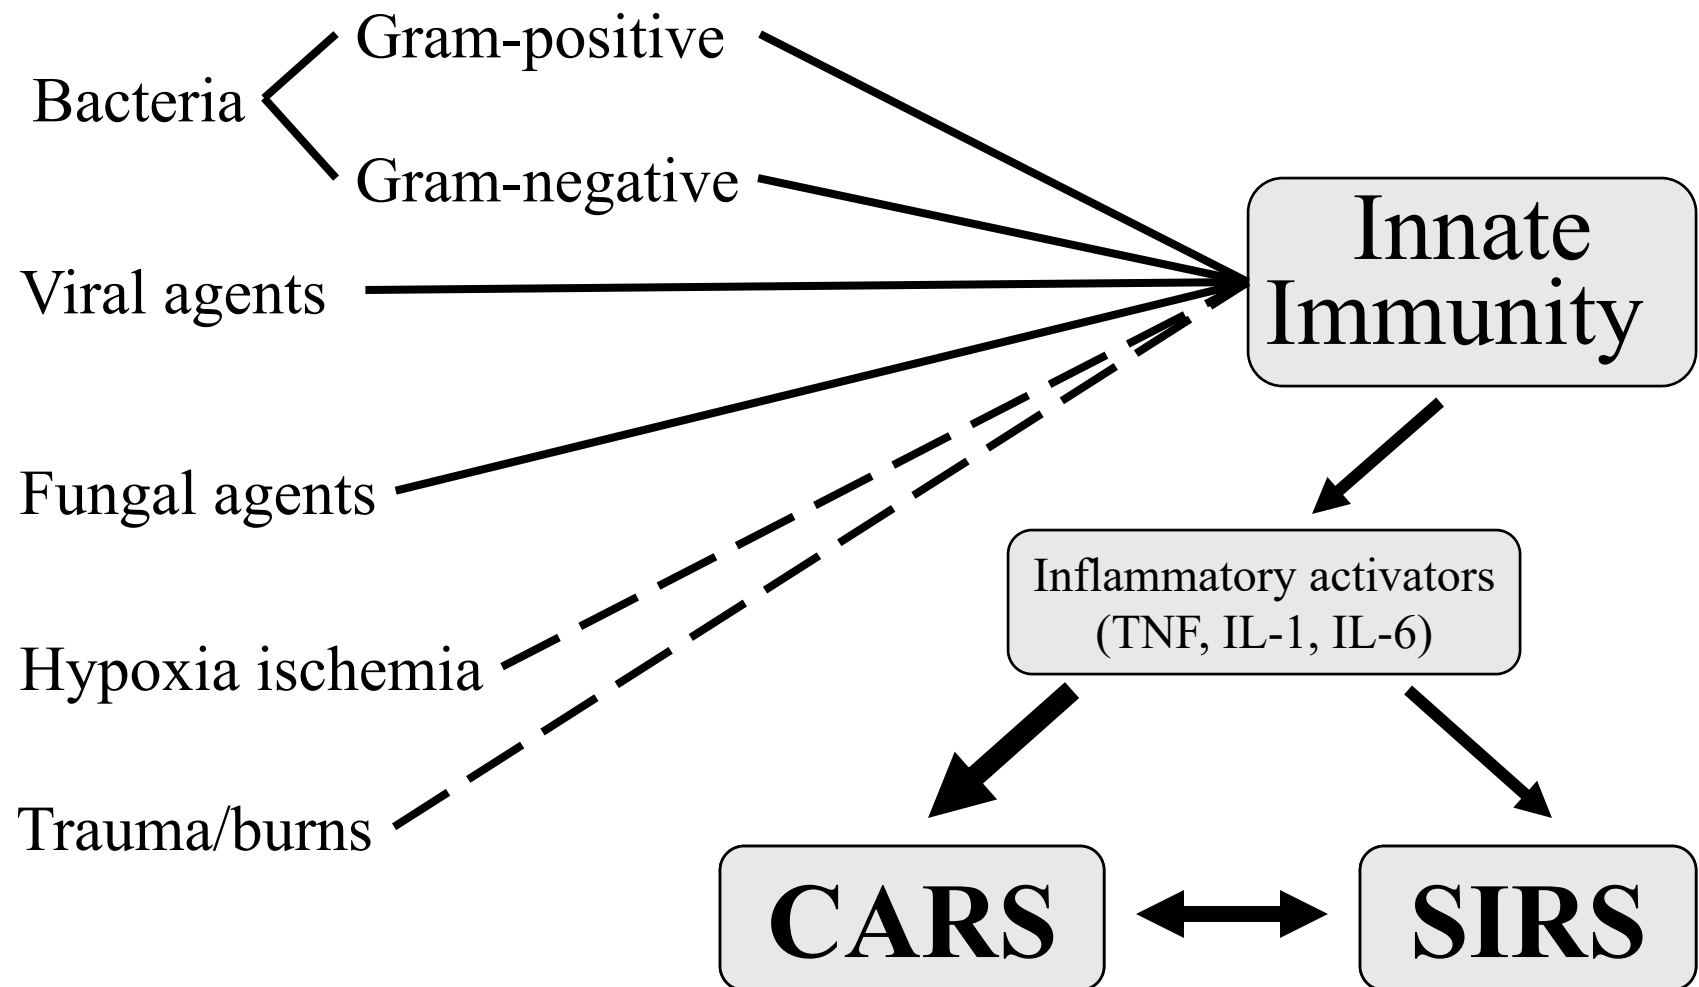 Gram-positive
Bacteria
Gram-negative
Viral agents
Fungal agents
Hypoxia ischemia
Trauma/burns
Innate
Immunity
Inflammatory activators
(TNF, IL-1, IL-6)
CARS
SIRS